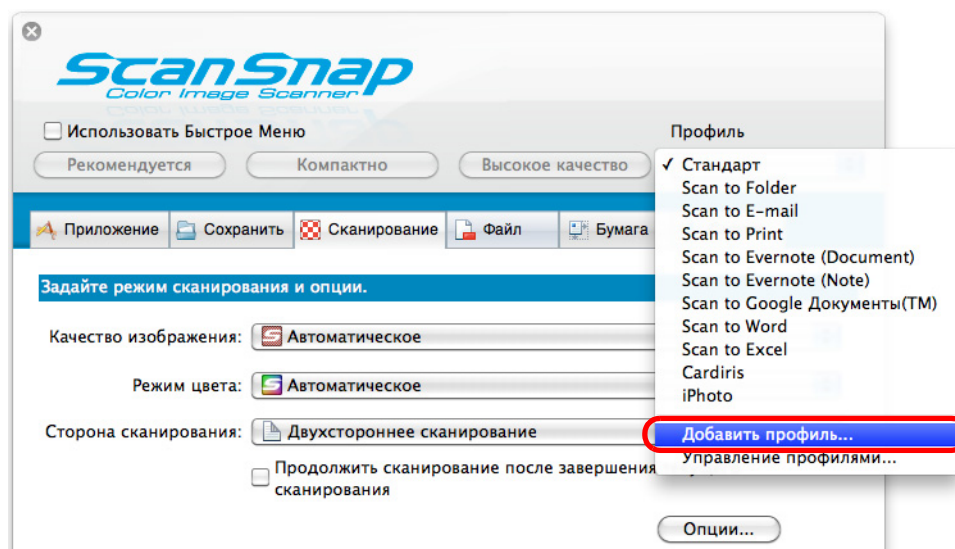 ScanSnap
Color Image Scanner
Использовать Быстрое Меню
Профиль
Рекомендуется
Компактно
Высокое качество
✓ Стандарт
Scan to Folder
Scan to E-mail
Scan to Print
Scan to Evernote (Document)
Scan to Evernote (Note)
Scan to Google Документы(TM)
Scan to Word
Scan to Excel
Cardiris
iPhoto
Добавить профиль...
Управление профилями...
Приложение
Сохранить
Сканирование
Файл
Бумага
Задайте режим сканирования и опции.
Качество изображения: Автоматическое
Режим цвета: Автоматическое
Сторона сканирования: Двухстороннее сканирование
Продолжить сканирование после завершения
сканирования
Опции...